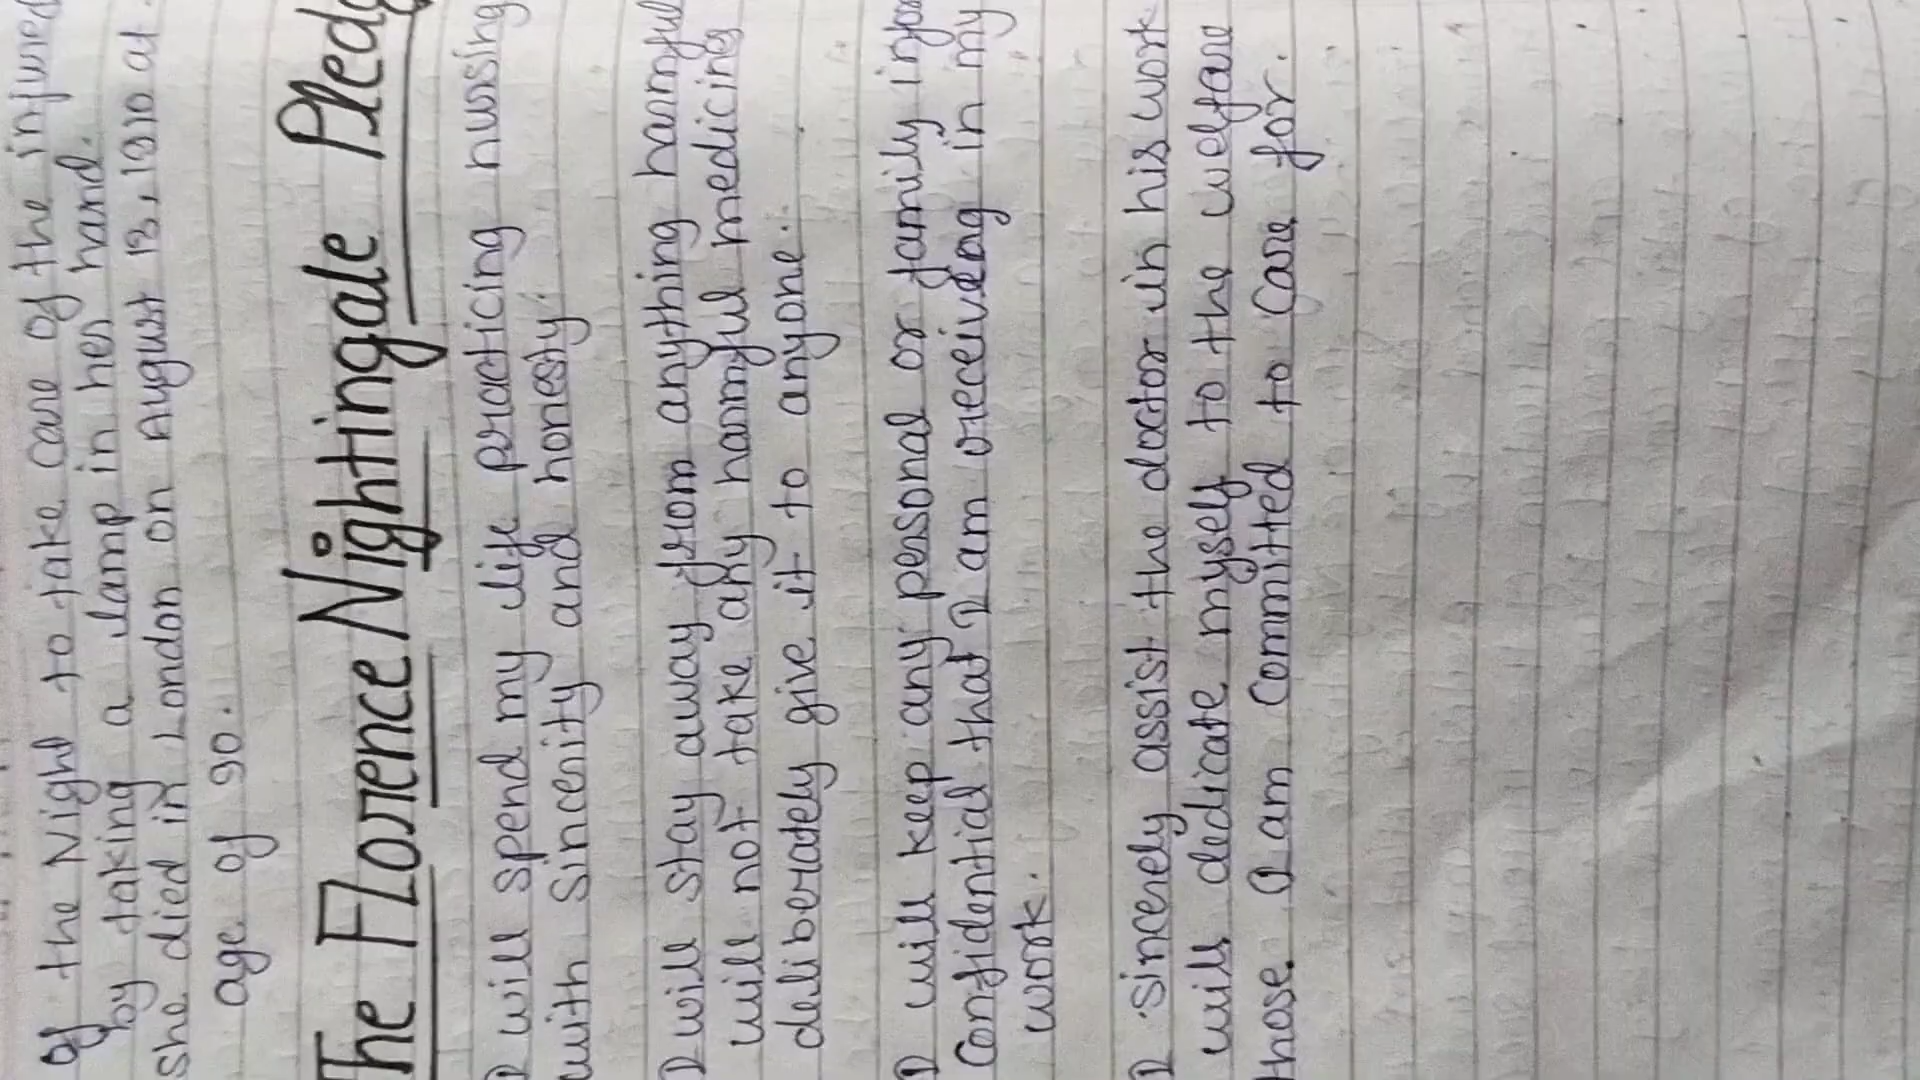 of the Night to take care of the injured
by taking a lamp in her hand.
She died in London on August 13, 1910 at
age of 90.
The Florence Nightingale Pledg
I will spend my life practicing nursing
with sincerity and honesty.
I will stay away from anything harmful
will not take any harmful medicing
deliberately give it to anyone.
I will keep any personal or family info
Confidential that I am receiveng in my
work.
I sincerely assist the doctor in his work
will dedicate myself to the welfare
those. I am Committed to Care for.